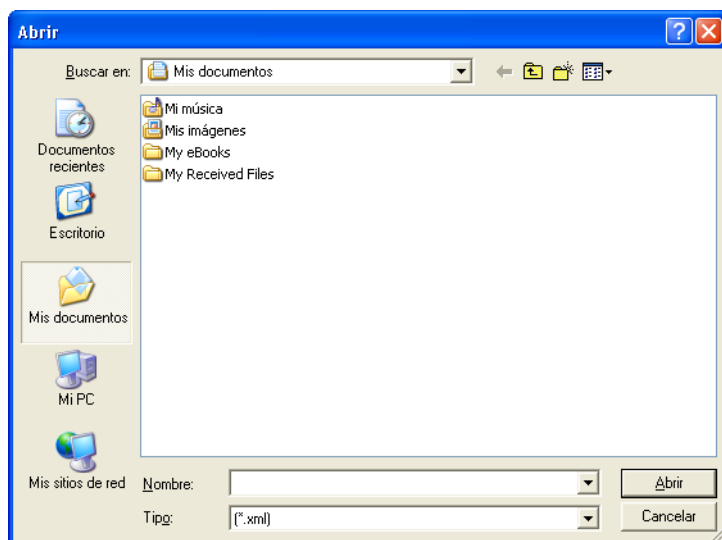 Abrir
Buscar en: Mis documentos
Mi música
Mis imágenes
My eBooks
My Received Files
Documentos
recientes
Escritorio
Mis documentos
Mi PC
Mis sitios de red
Nombre:
Abrir
Tipo: (*.xml)
Cancelar